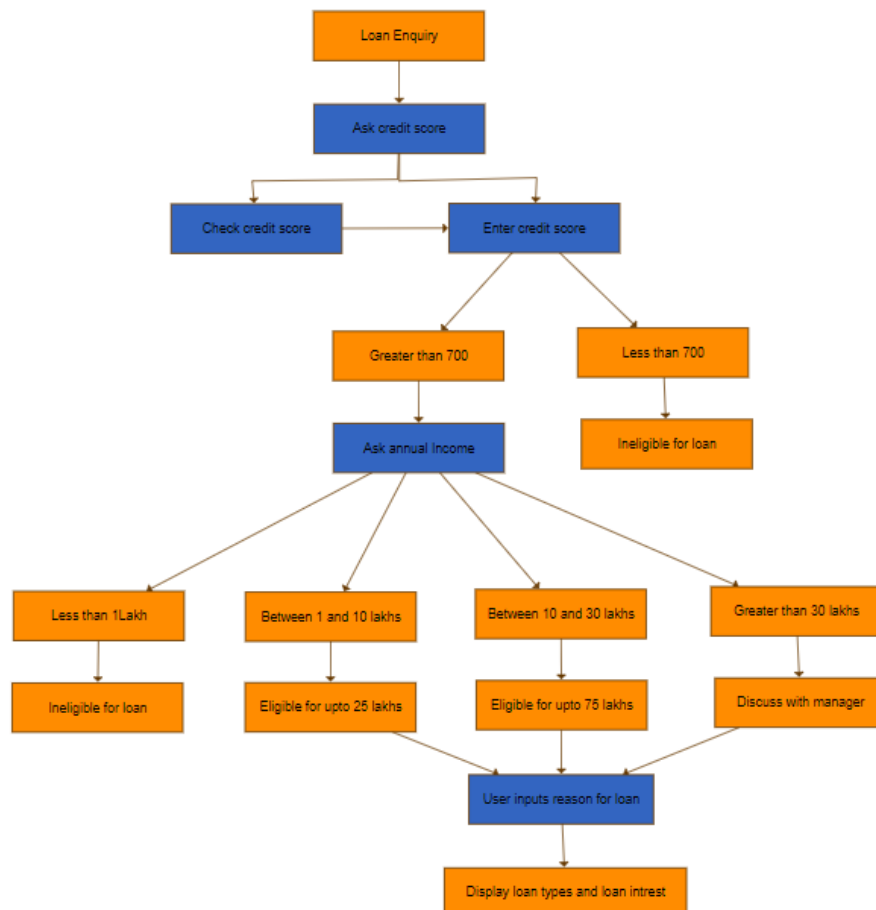 Loan Enquiry
Ask credit score
Check credit score
Enter credit score
Greater than 700
Less than 700
Ask annual Income
Ineligible for loan
Less than 1Lakh
Between 1 and 10 lakhs
Between 10 and 30 lakhs
Greater than 30 lakhs
Ineligible for loan
Eligible for upto 25 lakhs
Eligible for upto 75 lakhs
Discuss with manager
User inputs reason for loan
Display loan types and loan intrest